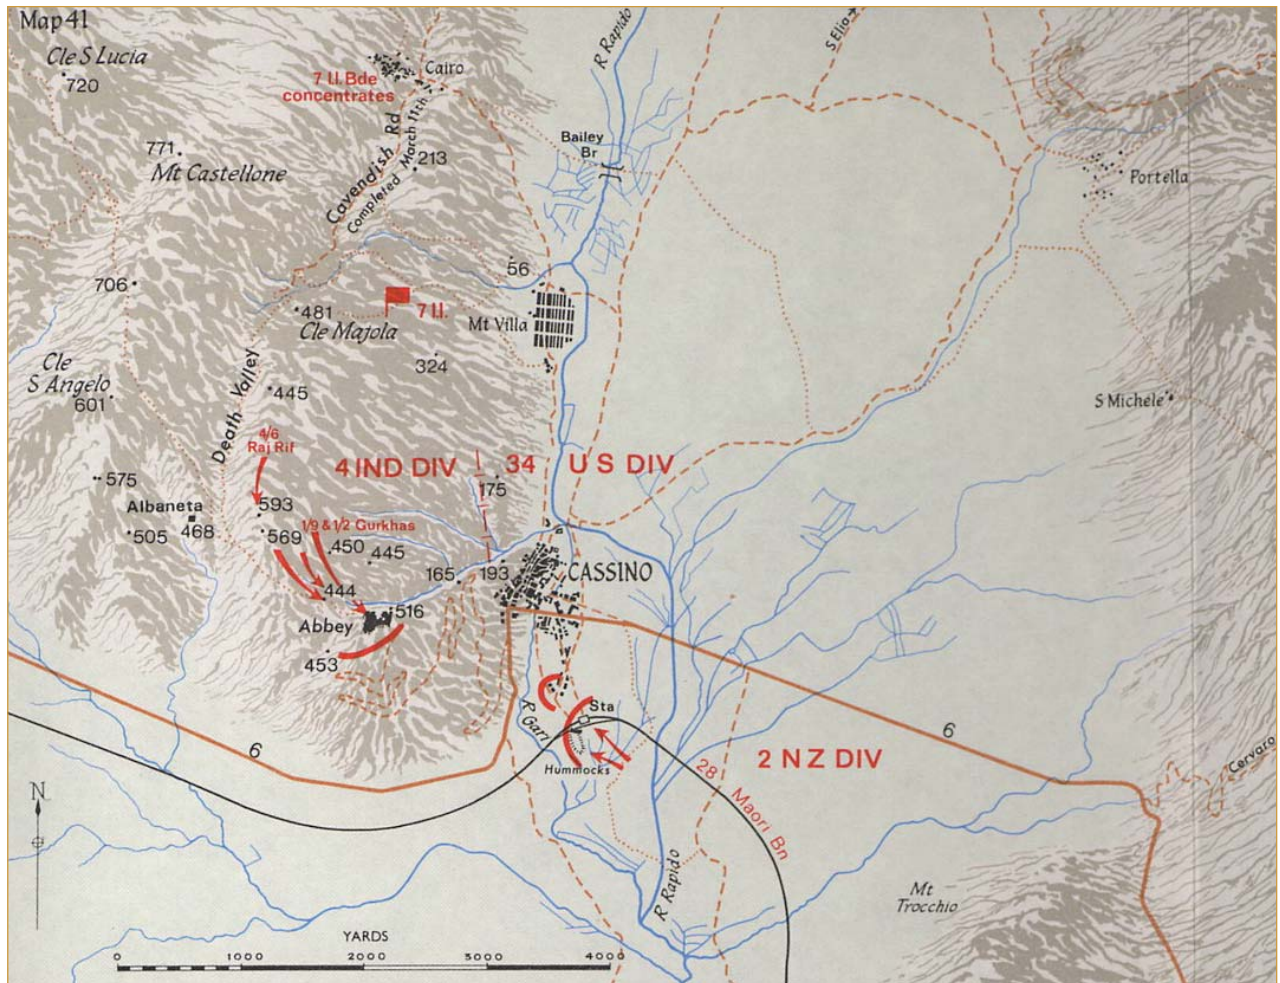 Map 41
Cle S Lucia
720
7 I.I. Bde
concentrates
Cairo
R Rapido
S Elia
Cavendish Rd
Completed March 11th
213
771
Mt Castellone
Bailey
Br
Portella
706
56
481
7 I.I.
Cle Majola
Mt Villa
324
Cle
S Angelo
601
Death Valley
445
S Michele
4/6
Raj Rif
4 IND DIV
34 US DIV
175
575
Albaneta
505
468
593
569
1/9 & 1/2 Gurkhas
450
445
165
193
CASSINO
444
516
Abbey
453
R Gari
Sta
Hummocks
6
6
28 Maori Bn
2 NZ DIV
Cervaro
N
R Rapido
Mt
Trocchio
YARDS
0 1000 2000 3000 4000